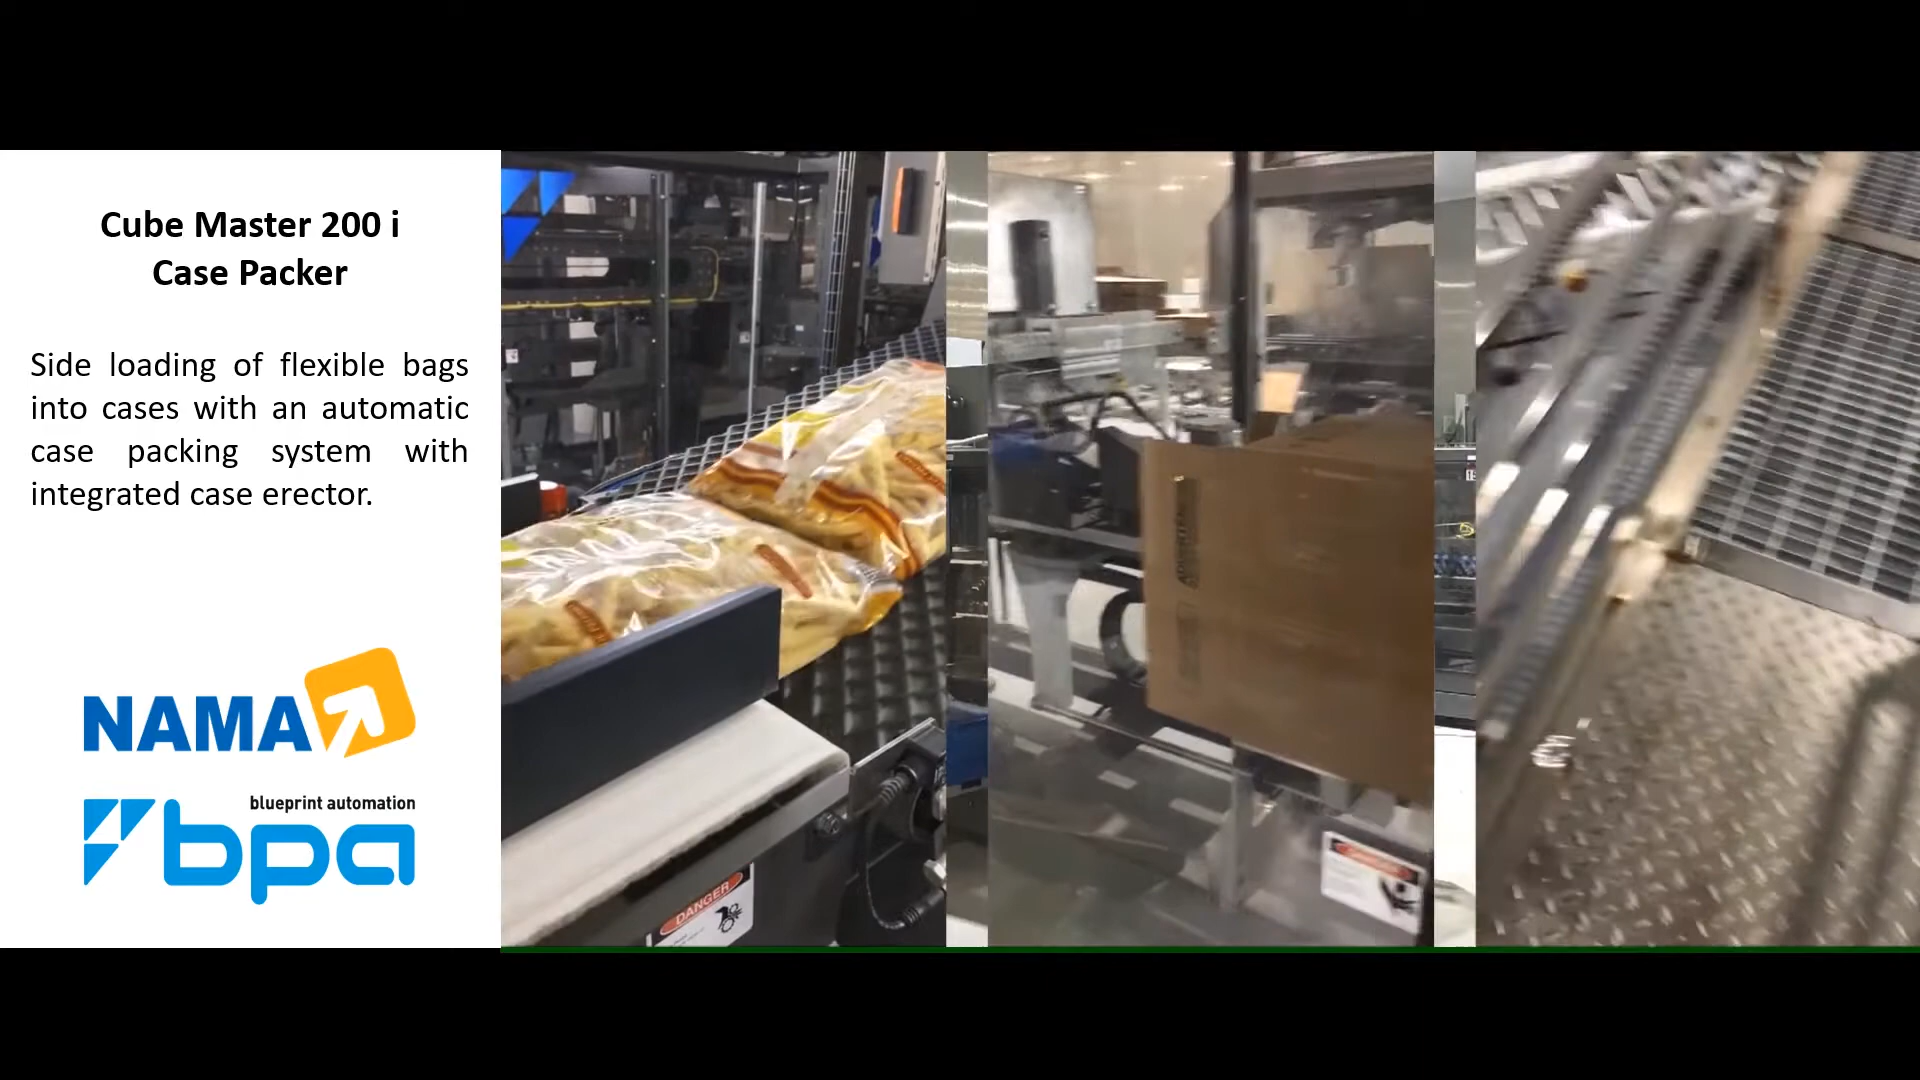 Cube Master 200 i
Case Packer
Side loading of flexible bags
into cases with an automatic
case packing system with
integrated case erector.
NAMA
blueprint automation
bpa
DANGER